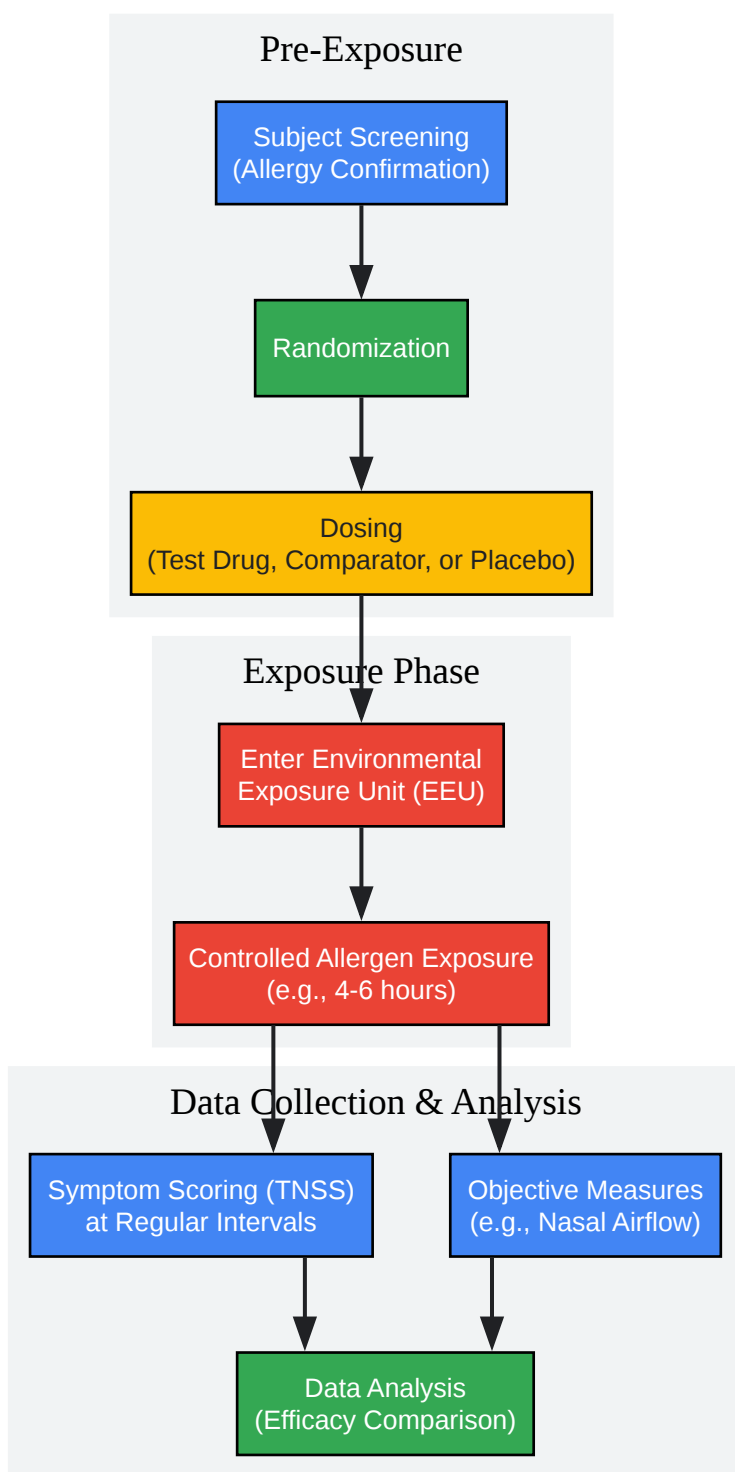 Pre-Exposure
Subject Screening
(Allergy Confirmation)
Randomization
Dosing
(Test Drug, Comparator, or Placebo)
Exposure Phase
Enter Environmental
Exposure Unit (EEU)
Controlled Allergen Exposure
(e.g., 4-6 hours)
Data Collection & Analysis
Symptom Scoring (TNSS)
at Regular Intervals
Objective Measures
(e.g., Nasal Airflow)
Data Analysis
(Efficacy Comparison)